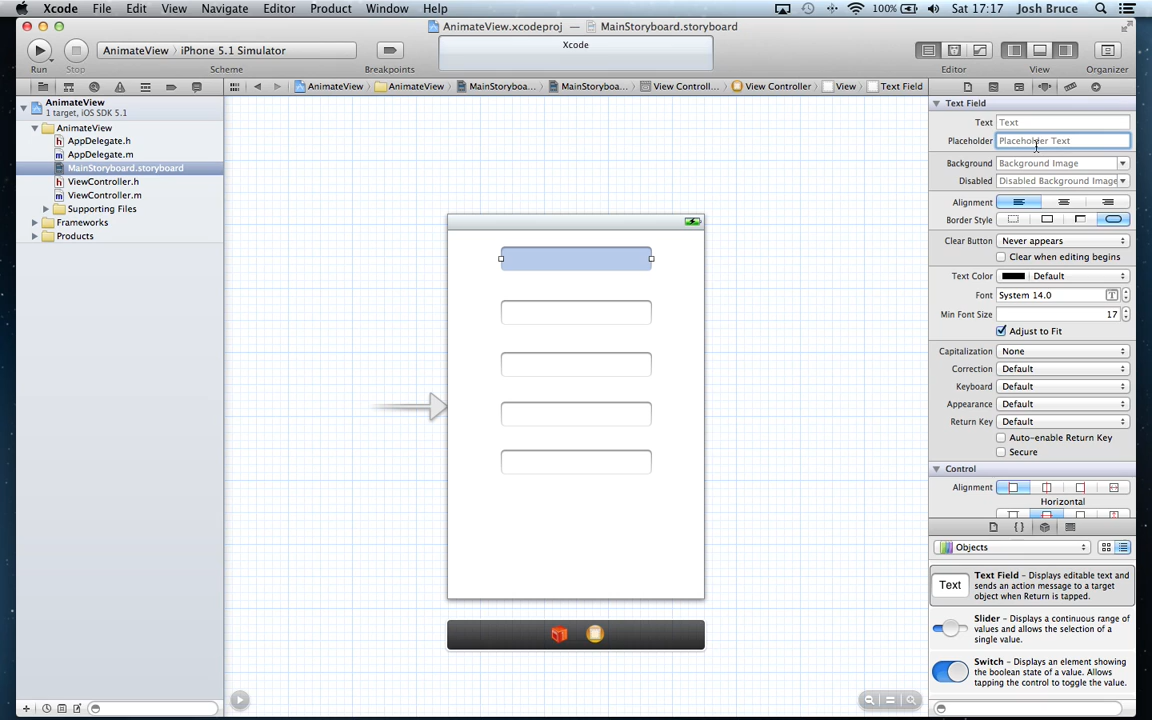 Xcode File Edit View Navigate Editor Product Window Help 100% Sat 17:17 Josh Bruce
AnimateView.xcodeproj — MainStoryboard.storyboard
AnimateView iPhone 5.1 Simulator
Xcode
Run Stop Scheme Breakpoints Editor View Organizer
AnimateView AnimateView MainStoryboa... MainStoryboa... View Controll... View Controller View Text Field
AnimateView
1 target, iOS SDK 5.1
AnimateView
h AppDelegate.h
m AppDelegate.m
MainStoryboard.storyboard
h ViewController.h
m ViewController.m
Supporting Files
Frameworks
Products
Text Field
Text Text
Placeholder Placeholder Text
Background Background Image
Disabled Disabled Background Image
Alignment
Border Style
Clear Button Never appears
Clear when editing begins
Text Color Default
Font System 14.0 T
Min Font Size 17
Adjust to Fit
Capitalization None
Correction Default
Keyboard Default
Appearance Default
Return Key Default
Auto-enable Return Key
Secure
Control
Alignment
Horizontal
{ }
Objects
Text
Text Field – Displays editable text and
sends an action message to a target
object when Return is tapped.
Slider – Displays a continuous range of
values and allows the selection of a
single value.
Switch – Displays an element showing
the boolean state of a value. Allows
tapping the control to toggle the value.